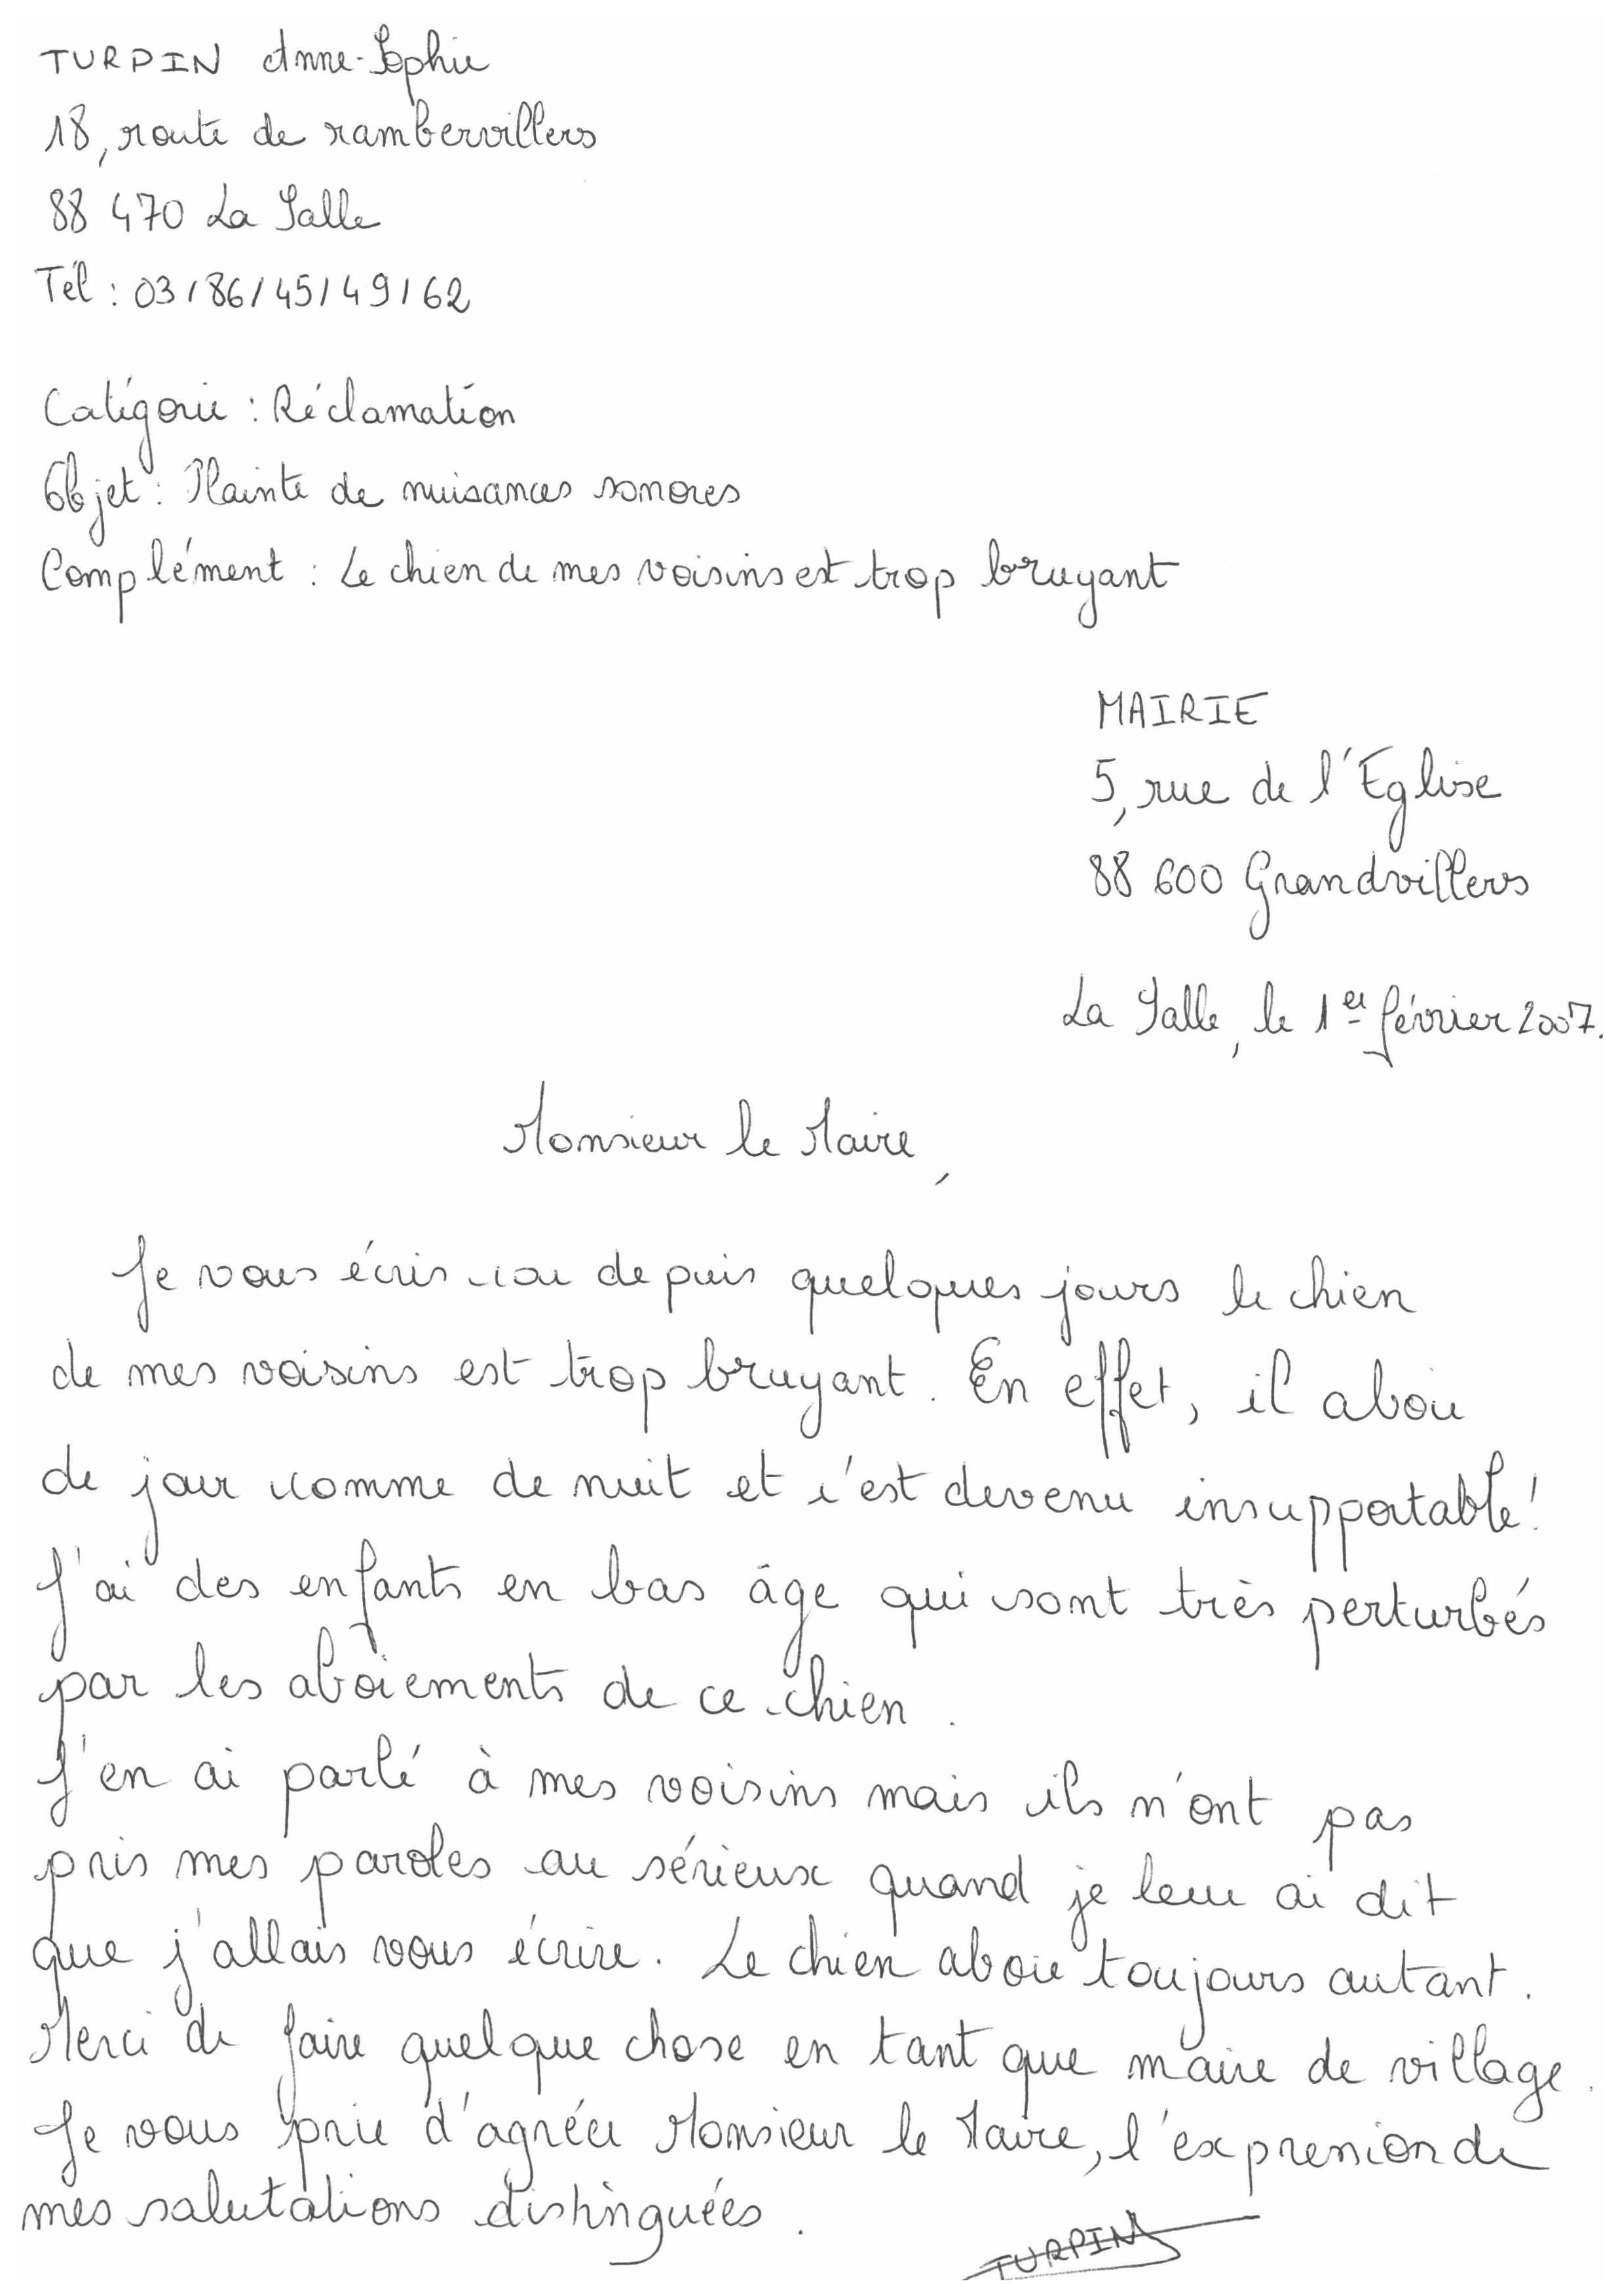 TURPIN Anne-Sophie
18, route de rambervillers
88 470 La Salle
Tél : 03/86/45/49/62
Catégorie : Réclamation
Objet : Plainte de nuisances sonores
Complément : Le chien de mes voisins est trop bruyant
MAIRIE
5, rue de l'Eglise
88 600 Grandvillers
La Salle, le 1er février 2007.
Monsieur le Maire,
Je vous écris car depuis quelques jours le chien
de mes voisins est trop bruyant. En effet, il aboie
de jour comme de nuit et c'est devenu insupportable!
J'ai des enfants en bas âge qui sont très perturbés
par les aboiements de ce chien.
J'en ai parlé à mes voisins mais ils n'ont pas
pris mes paroles au sérieux quand je leur ai dit
que j'allais vous écrire. Le chien aboie toujours autant.
Merci de faire quelque chose en tant que maire de village.
Je vous prie d'agréer Monsieur le Maire, l'expression de
mes salutations distinguées.
TURPIN